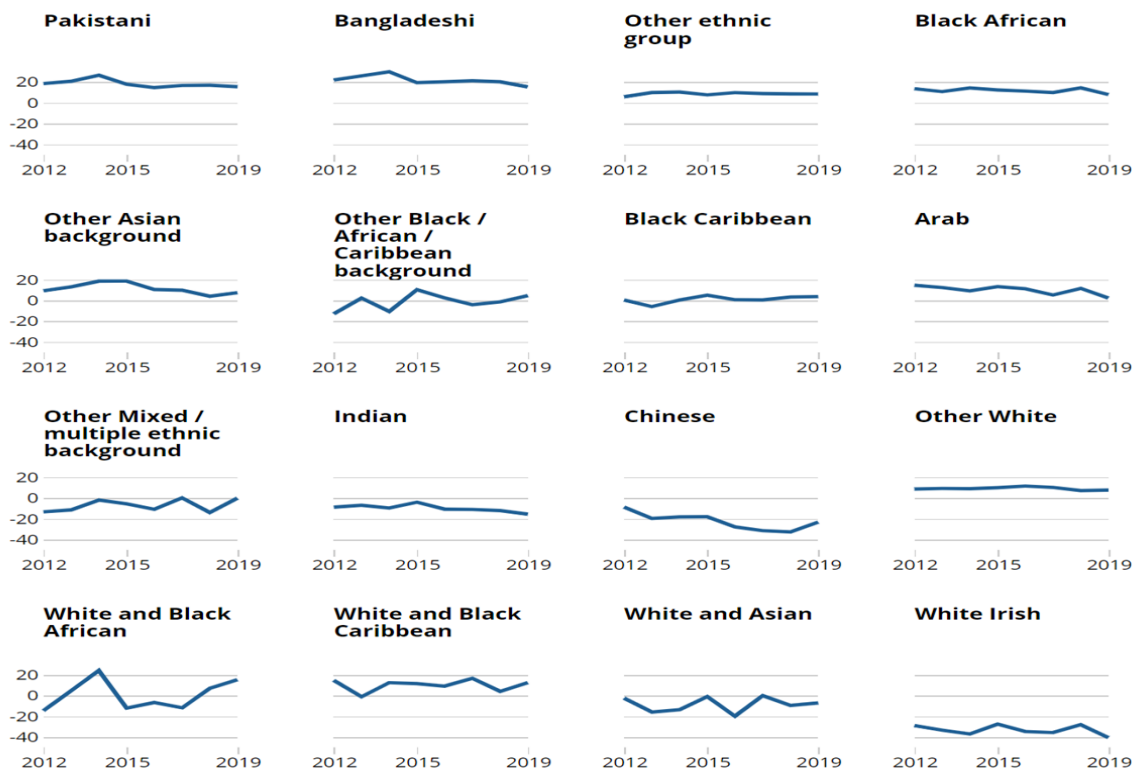 Pakistani
Bangladeshi
Other ethnic
group
Black African
20
0
-20
-40
2012 2015 2019
2012 2015 2019
2012 2015 2019
2012 2015 2019
Other Asian
background
Other Black /
African /
Caribbean
background
Black Caribbean
Arab
20
0
-20
-40
2012 2015 2019
2012 2015 2019
2012 2015 2019
2012 2015 2019
Other Mixed /
multiple ethnic
background
Indian
Chinese
Other White
20
0
-20
-40
2012 2015 2019
2012 2015 2019
2012 2015 2019
2012 2015 2019
White and Black
African
White and Black
Caribbean
White and Asian
White Irish
20
0
-20
-40
2012 2015 2019
2012 2015 2019
2012 2015 2019
2012 2015 2019